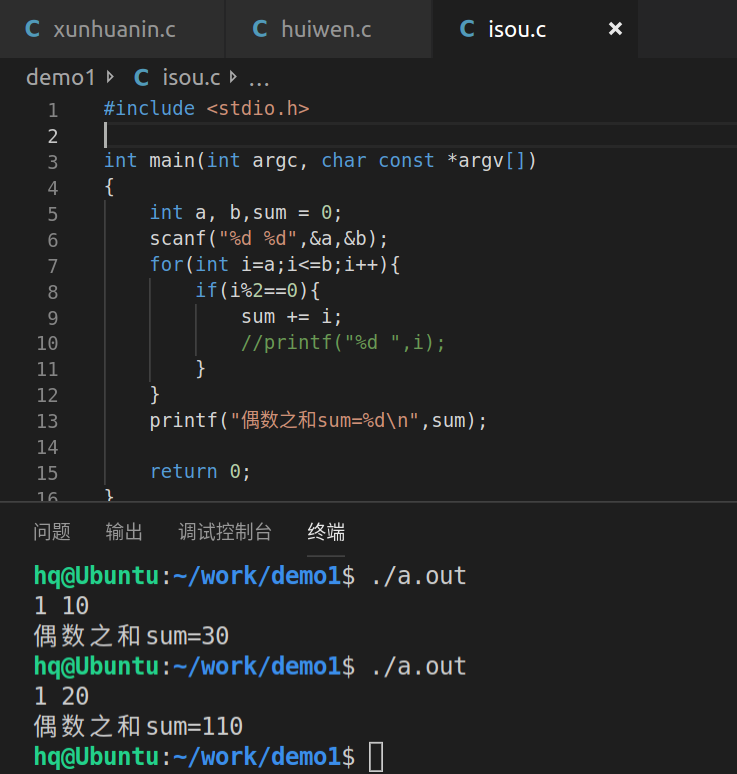 C xunhuanin.c C huiwen.c C isou.c ×
demo1 › C isou.c › ...
1 #include <stdio.h>
2
3 int main(int argc, char const *argv[])
4 {
5 int a, b,sum = 0;
6 scanf("%d %d",&a,&b);
7 for(int i=a;i<=b;i++){
8 if(i%2==0){
9 sum += i;
10 //printf("%d ",i);
11 }
12 }
13 printf("偶数之和sum=%d\n",sum);
14
15 return 0;
16 }
问题 输出 调试控制台 终端
hq@Ubuntu:~/work/demo1$ ./a.out
1 10
偶数之和sum=30
hq@Ubuntu:~/work/demo1$ ./a.out
1 20
偶数之和sum=110
hq@Ubuntu:~/work/demo1$